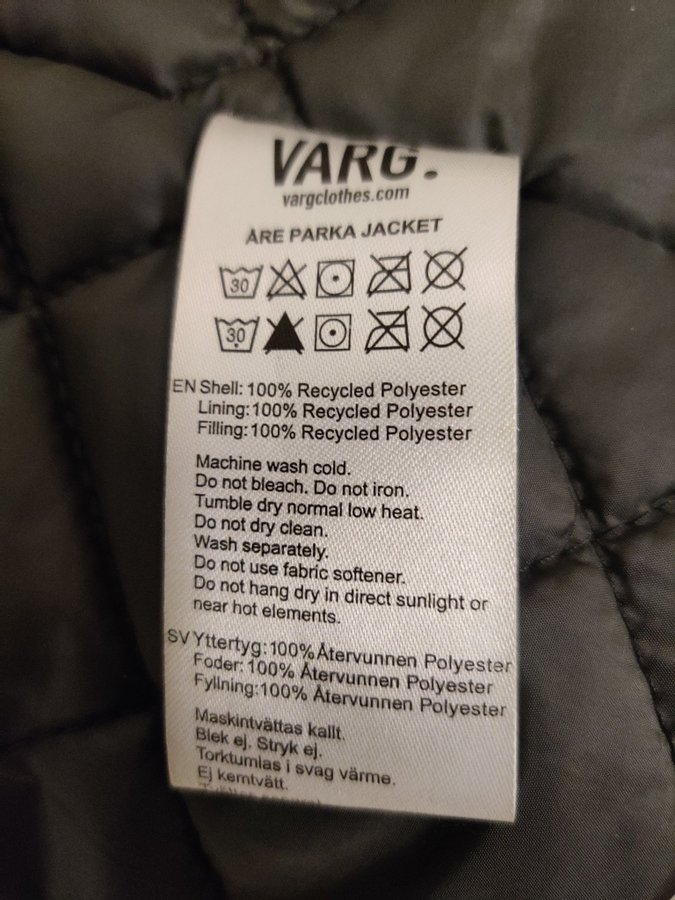 VARG.
vargclothes.com
ÅRE PARKA JACKET
30
30
EN Shell: 100% Recycled Polyester
Lining: 100% Recycled Polyester
Filling: 100% Recycled Polyester
Machine wash cold.
Do not bleach. Do not iron.
Tumble dry normal low heat.
Do not dry clean.
Wash separately.
Do not use fabric softener.
Do not hang dry in direct sunlight or
near hot elements.
SV Yttertyg: 100% Återvunnen Polyester
Foder: 100% Återvunnen Polyester
Fyllning: 100% Återvunnen Polyester
Maskintvättas kallt.
Blek ej. Stryk ej.
Torktumlas i svag värme.
Ej kemtvätt.